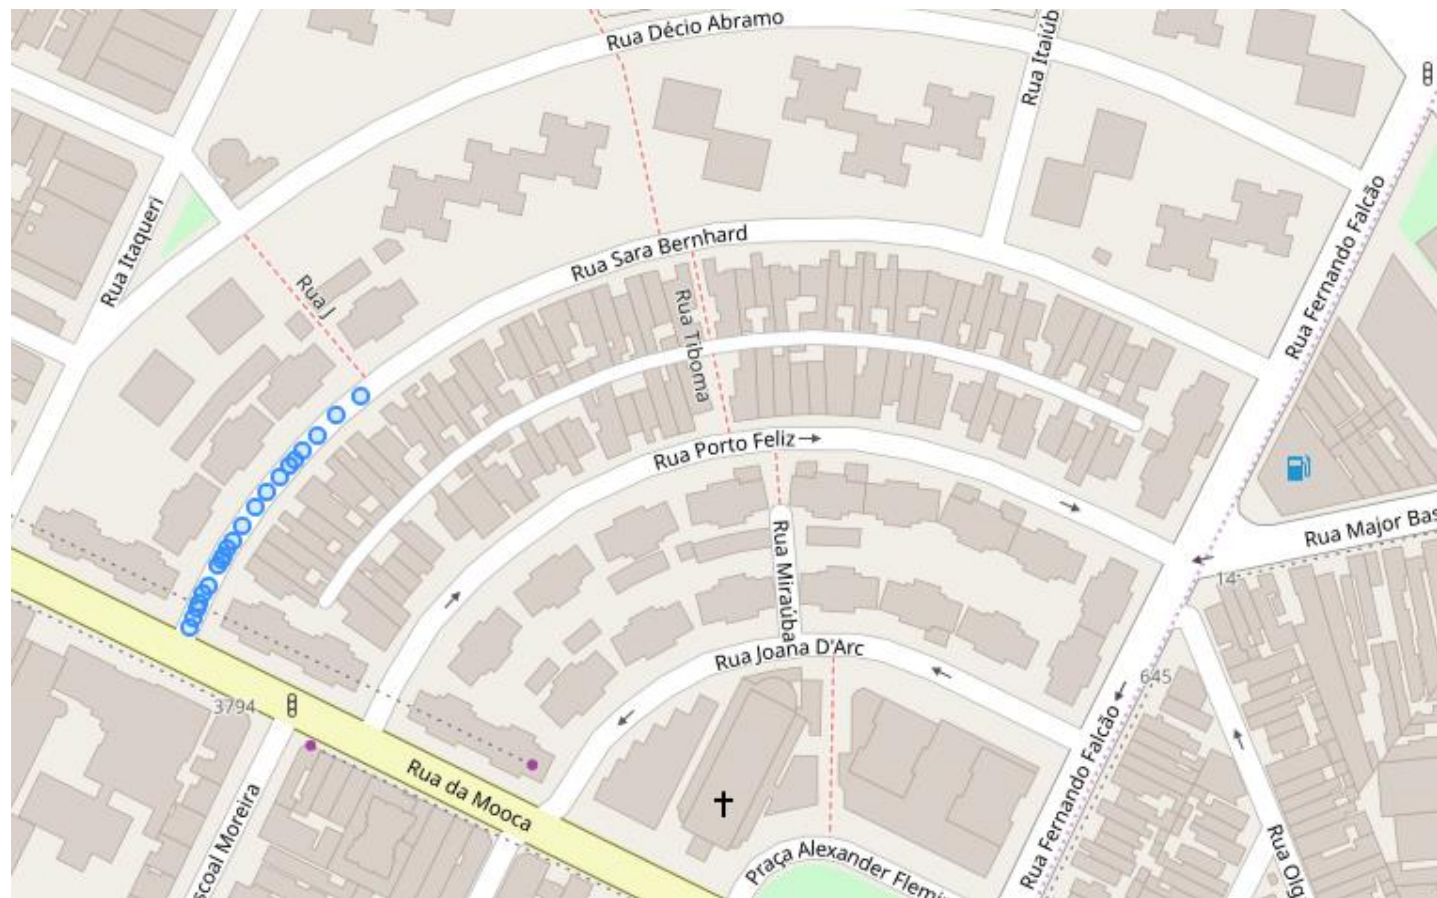 Rua Décio Abramo
Rua Itaiúb
Rua Itaqueri
Rua Fernando Falcão
Rua Sara Bernhard
Rua J
Rua Tiboma
Rua Porto Feliz
Rua Major Bas
14
Rua Miraúba
Rua Joana D'Arc
645
3794
Rua da Mooca
Rua Fernando Falcão
scoal Moreira
Praça Alexander Flemi
Rua Olg